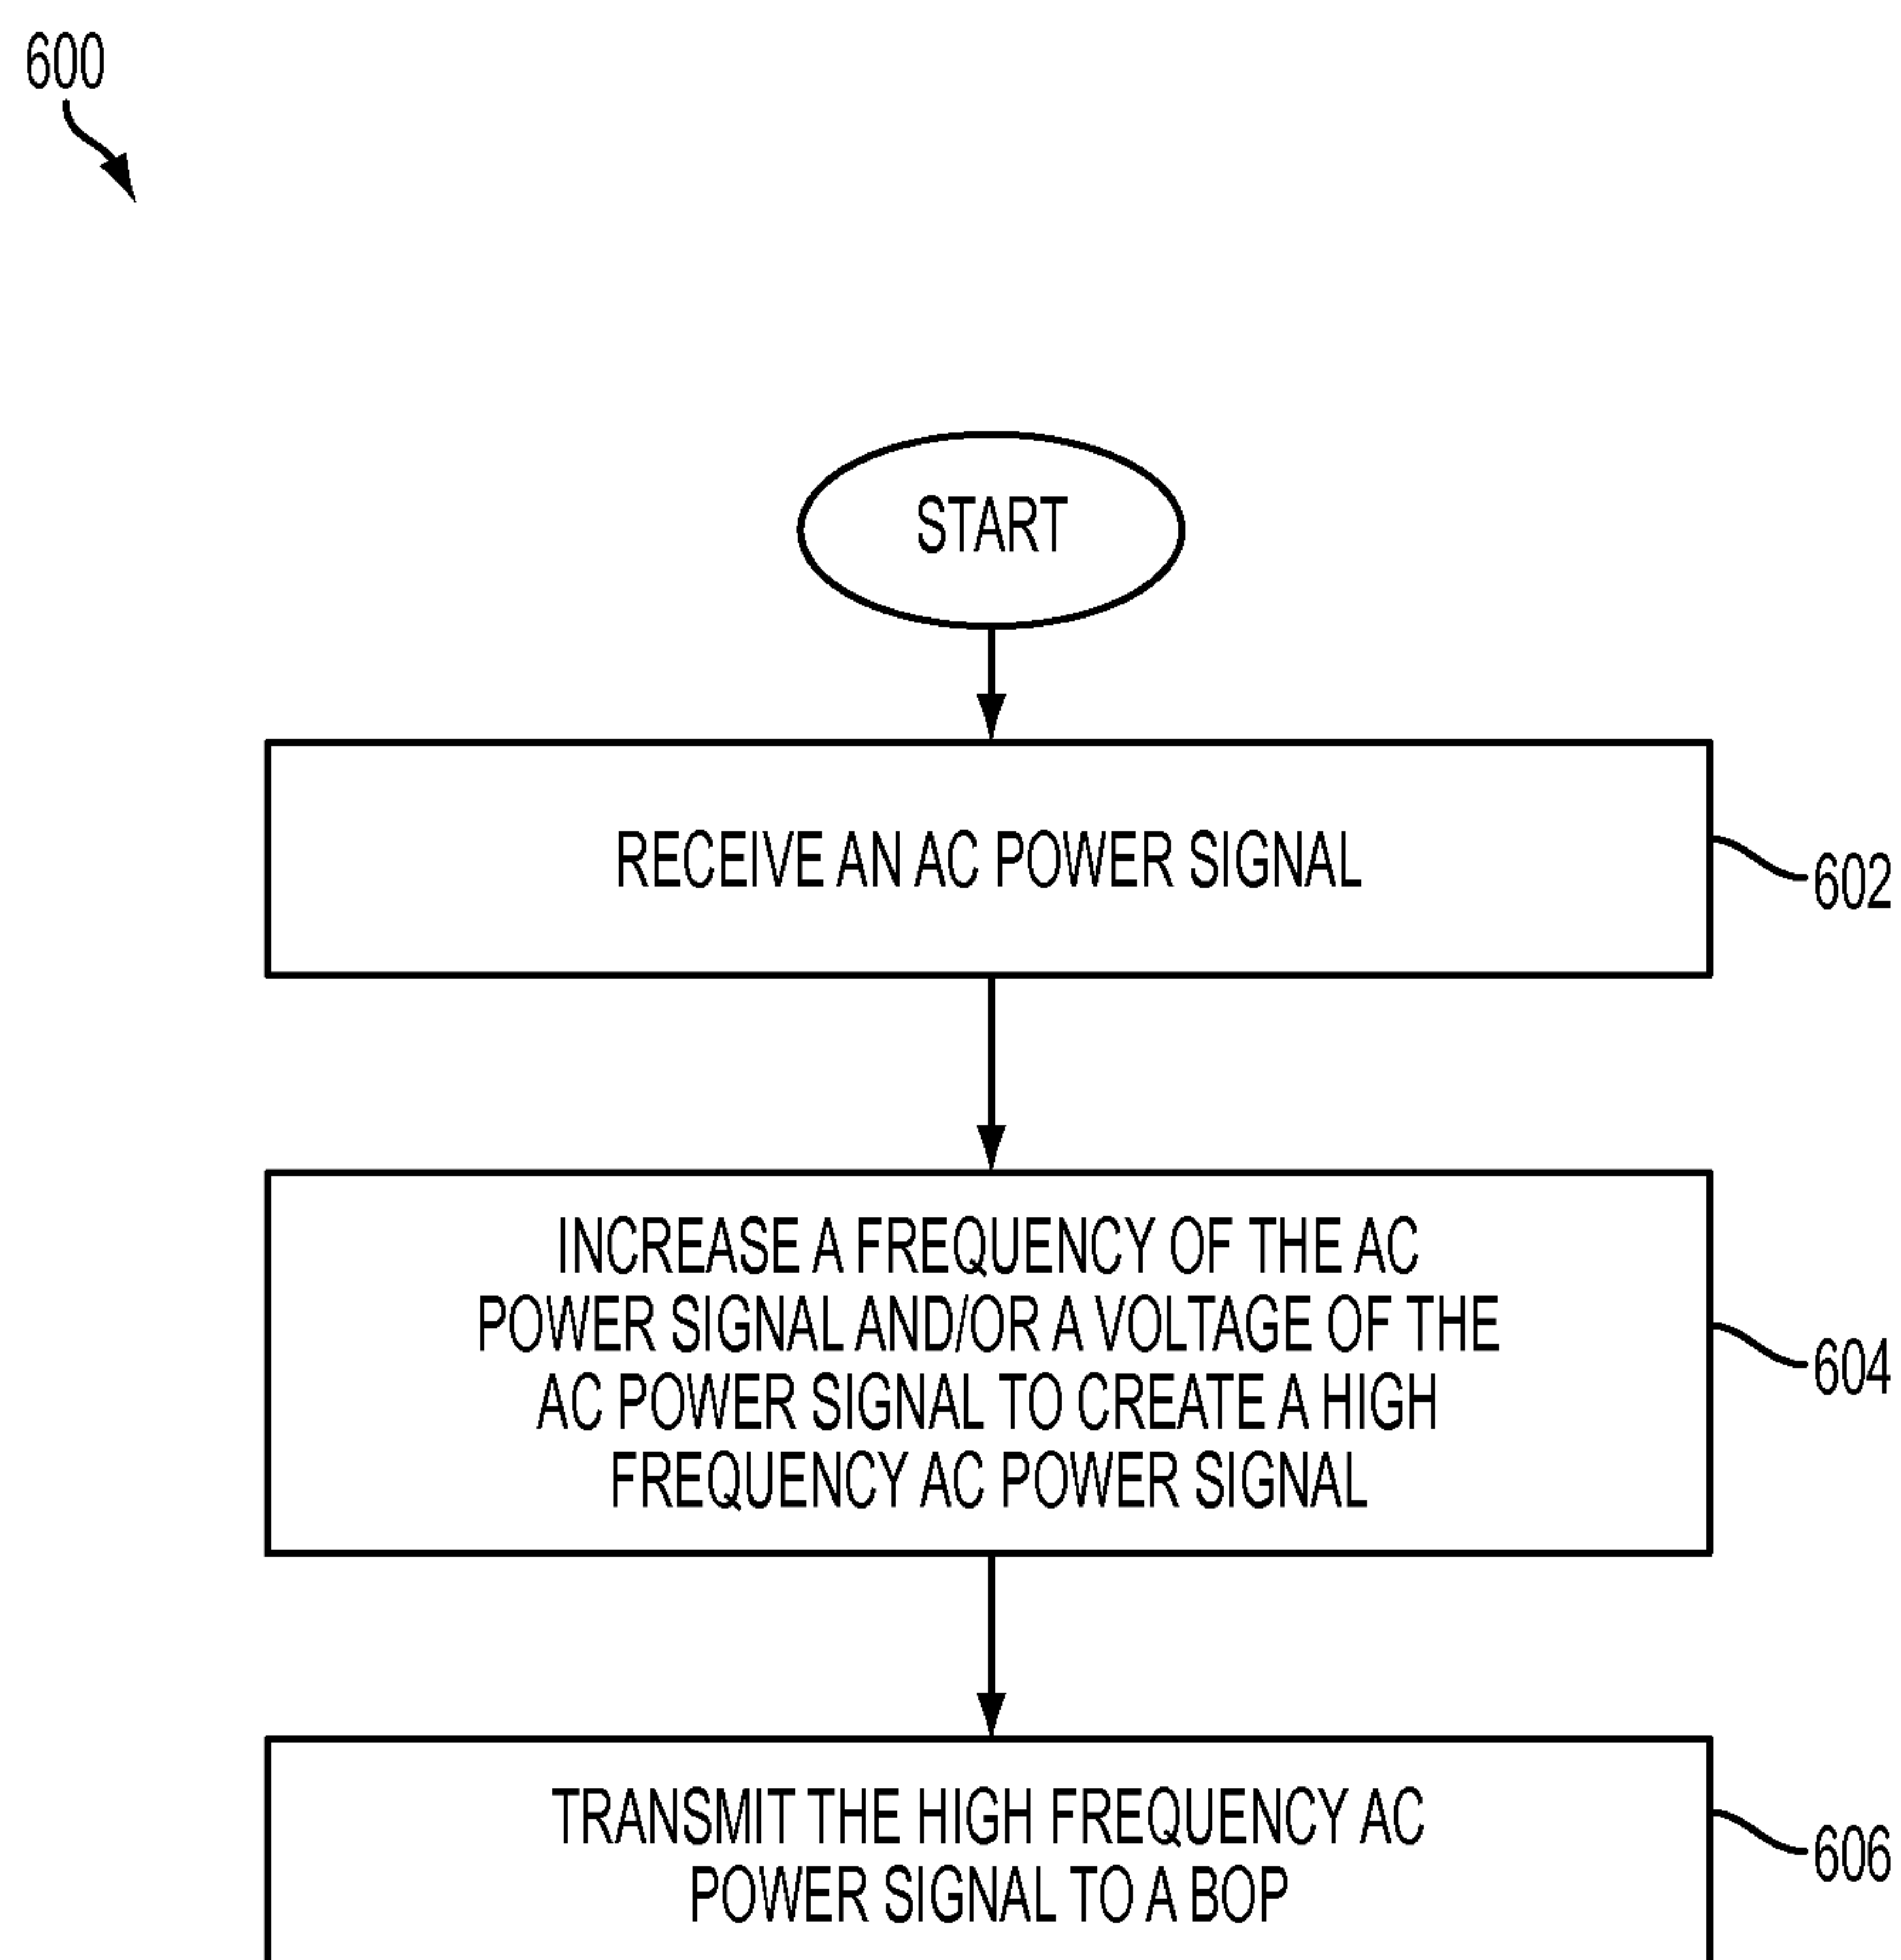 600
START
RECEIVE AN AC POWER SIGNAL
602
INCREASE A FREQUENCY OF THE AC
POWER SIGNAL AND/OR A VOLTAGE OF THE
AC POWER SIGNAL TO CREATE A HIGH
FREQUENCY AC POWER SIGNAL
604
TRANSMIT THE HIGH FREQUENCY AC
POWER SIGNAL TO A BOP
606